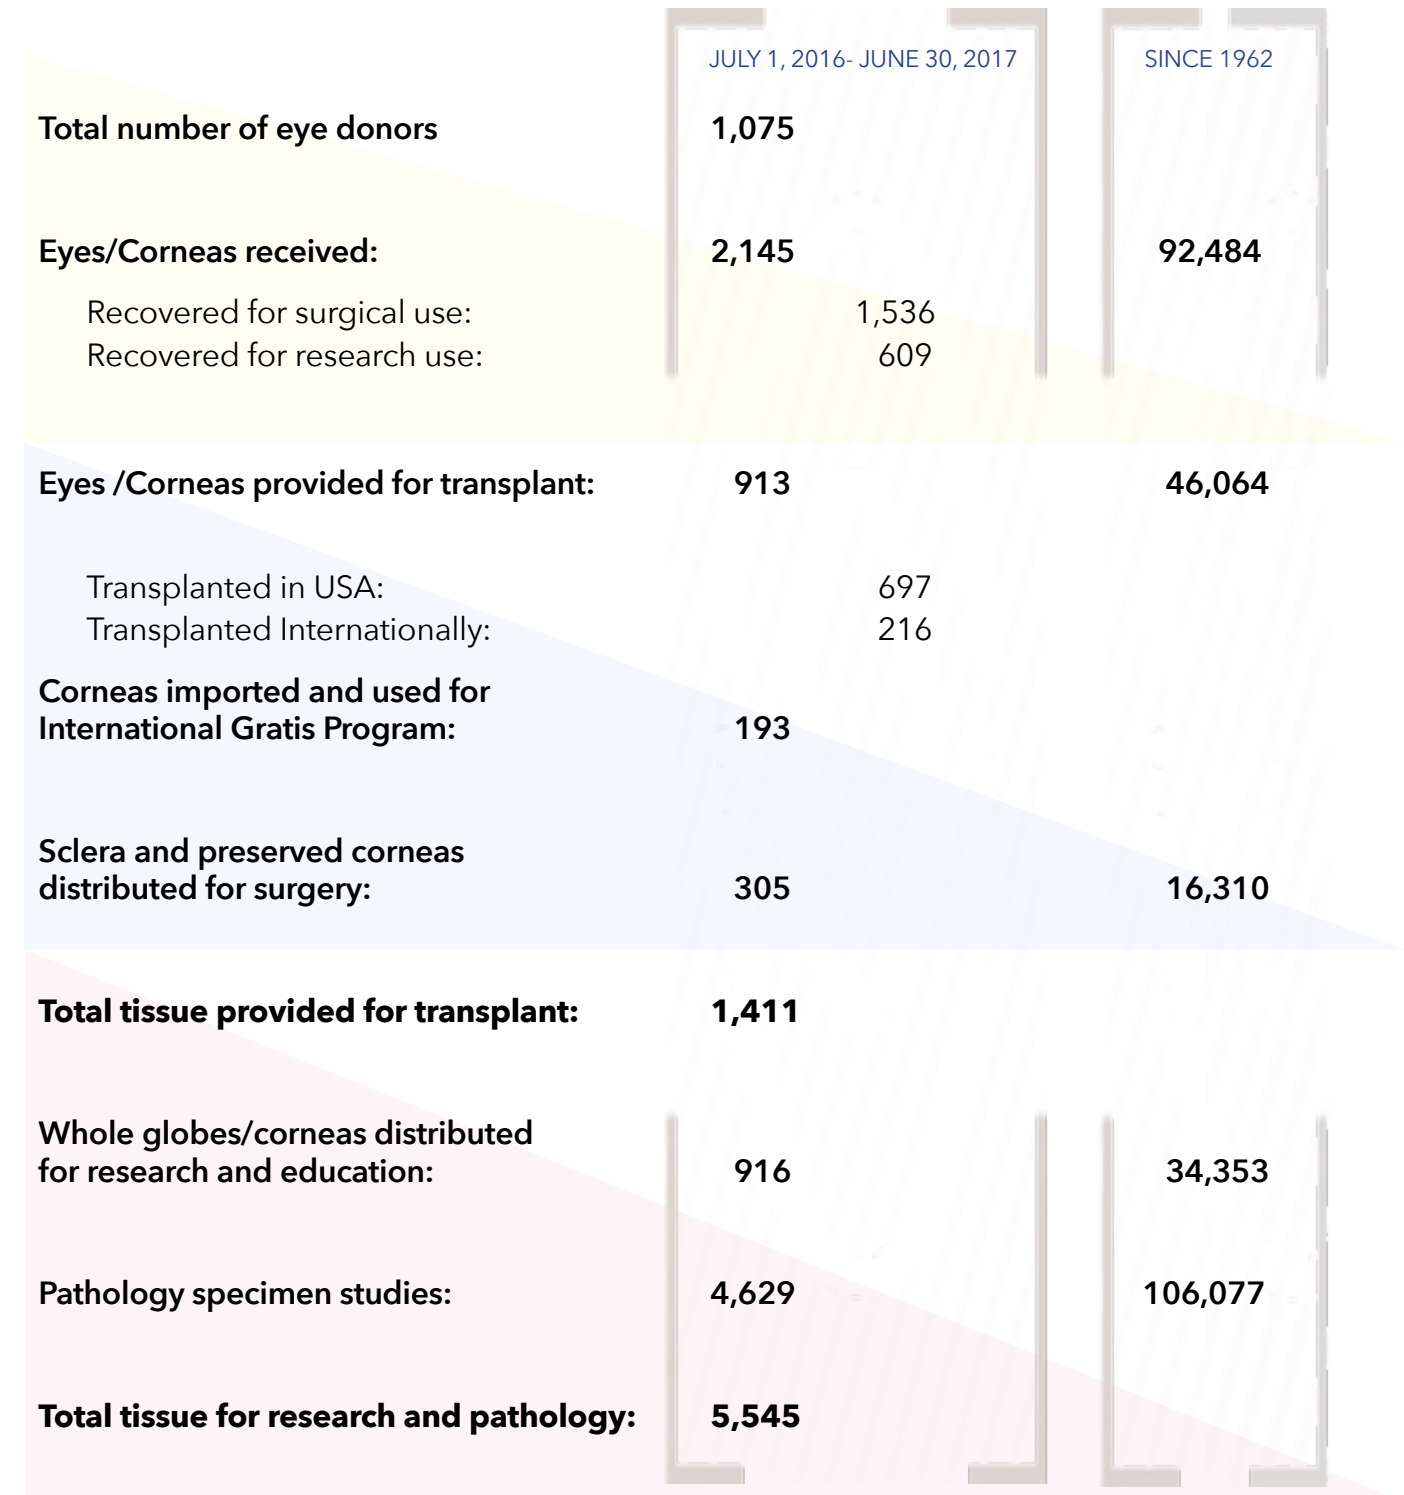 JULY 1, 2016- JUNE 30, 2017 SINCE 1962
Total number of eye donors 1,075
Eyes/Corneas received: 2,145 92,484
Recovered for surgical use: 1,536
Recovered for research use: 609
Eyes /Corneas provided for transplant: 913 46,064
Transplanted in USA: 697
Transplanted Internationally: 216
Corneas imported and used for
International Gratis Program: 193
Sclera and preserved corneas
distributed for surgery: 305 16,310
Total tissue provided for transplant: 1,411
Whole globes/corneas distributed
for research and education: 916 34,353
Pathology specimen studies: 4,629 106,077
Total tissue for research and pathology: 5,545